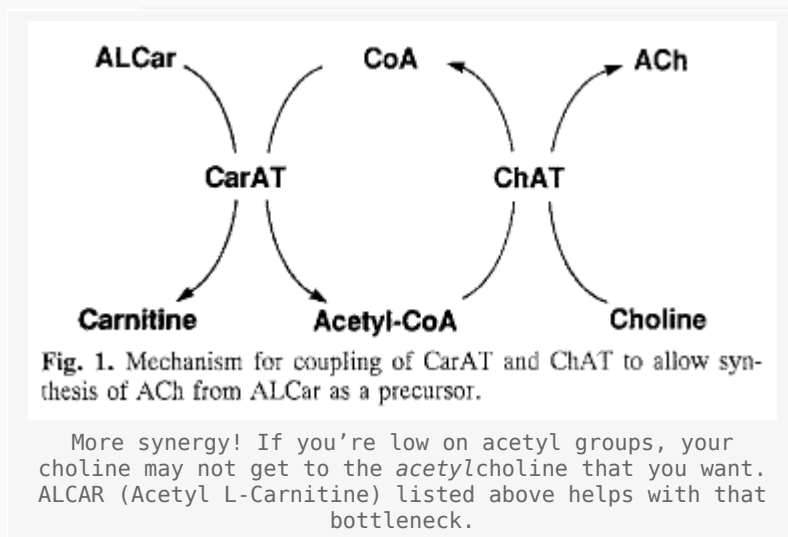 ALCar CoA ACh
CarAT ChAT
Carnitine Acetyl-CoA Choline
Fig. 1. Mechanism for coupling of CarAT and ChAT to allow syn-
thesis of ACh from ALCar as a precursor.
More synergy! If you’re low on acetyl groups, your
choline may not get to the acetylcholine that you want.
ALCAR (Acetyl L-Carnitine) listed above helps with that
bottleneck.